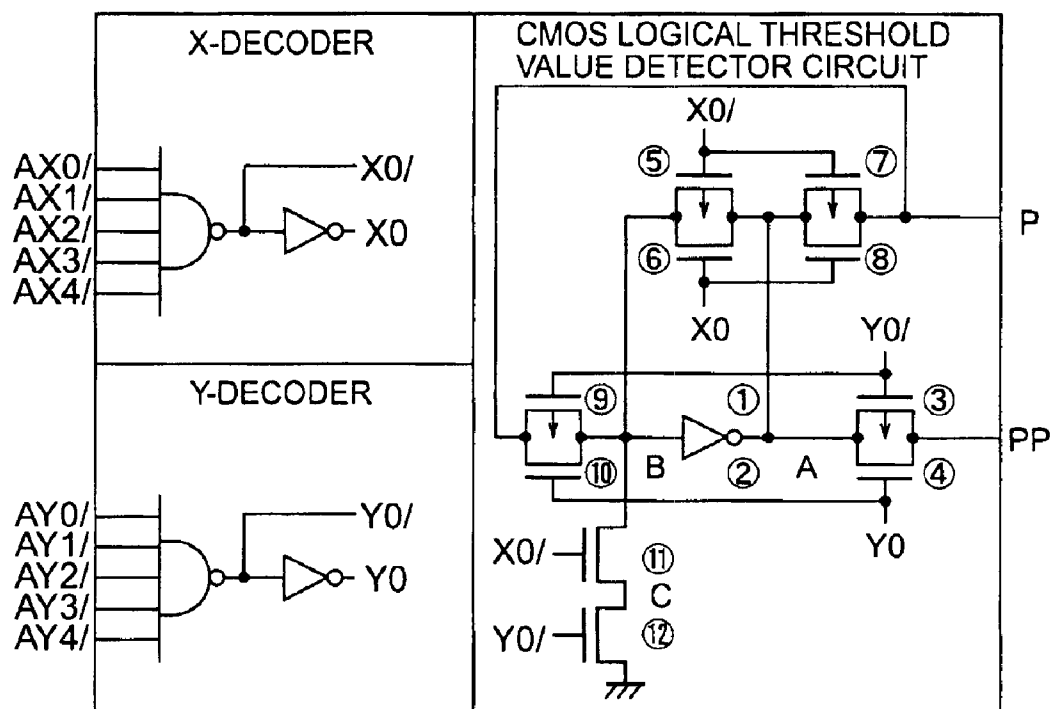 X-DECODER
AX0/
AX1/
AX2/
AX3/
AX4/
X0/
X0
Y-DECODER
AY0/
AY1/
AY2/
AY3/
AY4/
Y0/
Y0
CMOS LOGICAL THRESHOLD
VALUE DETECTOR CIRCUIT
X0/
⑤ ⑦
P
⑥ ⑧
X0
Y0/
⑨ ① ③
PP
⑩ B ② A ④
Y0
X0/ ⑪
C
Y0/ ⑫